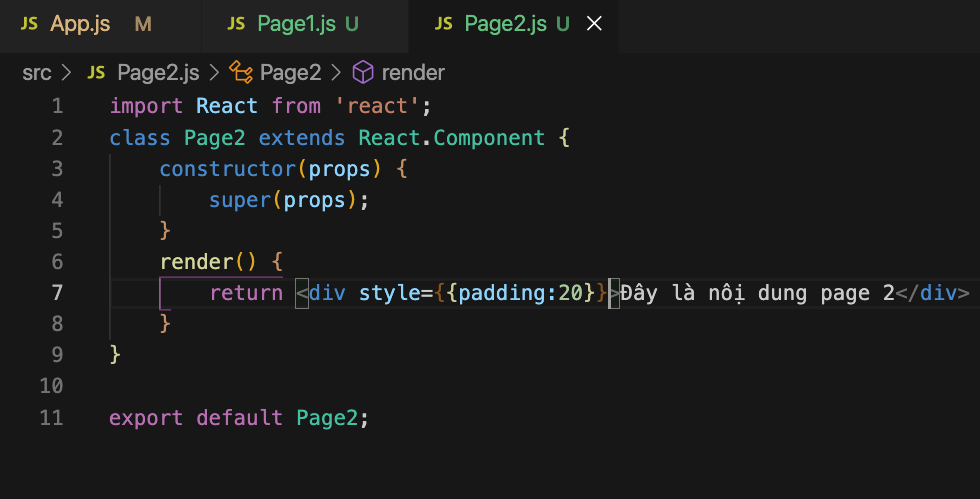 JS App.js M JS Page1.js U JS Page2.js U
src > JS Page2.js > Page2 > render
1 import React from 'react';
2 class Page2 extends React.Component {
3 constructor(props) {
4 super(props);
5 }
6 render() {
7 return <div style={{padding:20}}>Đây là nội dung page 2</div>
8 }
9 }
10
11 export default Page2;